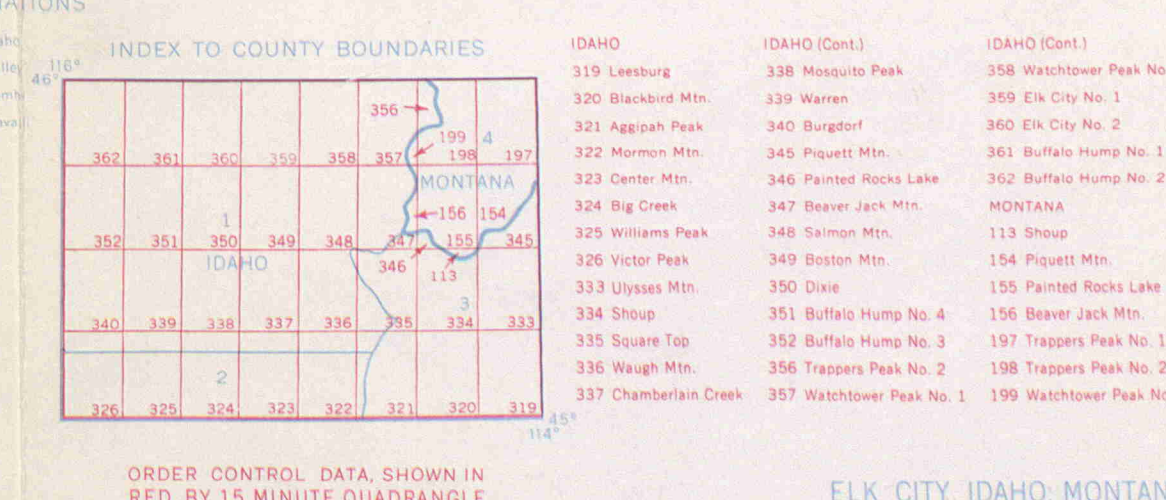 INDEX TO COUNTY BOUNDARIES
116°
46°
356
199 4
362 361 360 359 358 357 198 197
MONTANA
1
156 154
352 351 350 349 348 347 155 345
IDAHO
346
113
3
340 339 338 337 336 335 334 333
2
326 325 324 323 322 321 320 319
45°
114°
ORDER CONTROL DATA, SHOWN IN
RED, BY 15 MINUTE QUADRANGLE
IDAHO
319 Leesburg
320 Blackbird Mtn.
321 Aggipah Peak
322 Mormon Mtn.
323 Center Mtn.
324 Big Creek
325 Williams Peak
326 Victor Peak
333 Ulysses Mtn.
334 Shoup
335 Square Top
336 Waugh Mtn.
337 Chamberlain Creek
IDAHO (Cont.)
338 Mosquito Peak
339 Warren
340 Burgdorf
345 Piquett Mtn.
346 Painted Rocks Lake
347 Beaver Jack Mtn.
348 Salmon Mtn.
349 Boston Mtn.
350 Dixie
351 Buffalo Hump No. 4
352 Buffalo Hump No. 3
356 Trappers Peak No. 2
357 Watchtower Peak No. 1
IDAHO (Cont.)
358 Watchtower Peak No
359 Elk City No. 1
360 Elk City No. 2
361 Buffalo Hump No. 1
362 Buffalo Hump No. 2
MONTANA
113 Shoup
154 Piquett Mtn.
155 Painted Rocks Lake
156 Beaver Jack Mtn.
197 Trappers Peak No. 1
198 Trappers Peak No. 2
199 Watchtower Peak No
ELK CITY, IDAHO, MONTAN